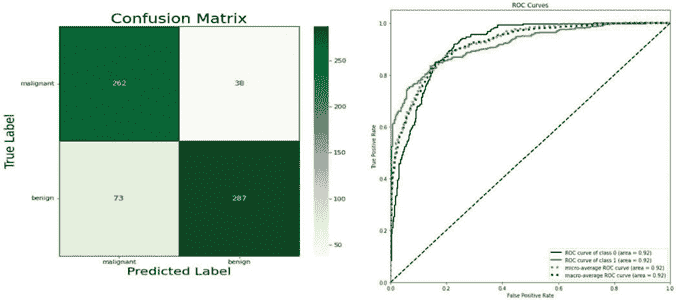 Confusion Matrix
True Label
malignant
benign
262
38
73
287
malignant
benign
Predicted Label
250
200
150
100
50
ROC Curves
True Positive Rate
1.0
0.8
0.6
0.4
0.2
0.0
0.0
0.2
0.4
0.6
0.8
1.0
False Positive Rate
ROC curve of class 0 (area = 0.92)
ROC curve of class 1 (area = 0.92)
micro-average ROC curve (area = 0.92)
macro-average ROC curve (area = 0.92)